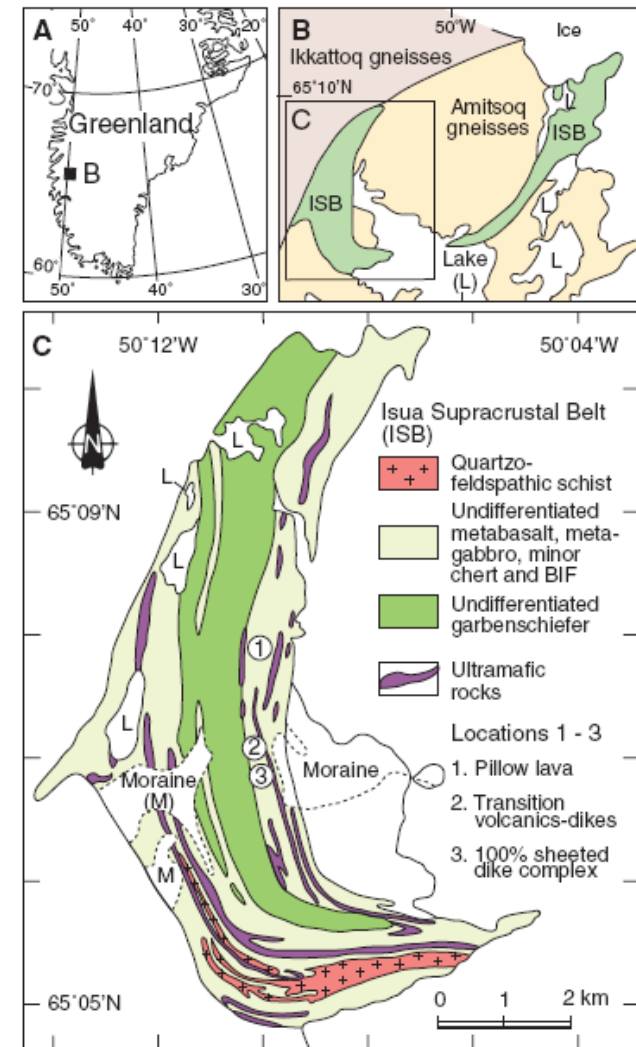 A
50° 40° 30° 20°
70°
Greenland
B
60°
50° 40° 30°
B
50°W
Ice
Ikkattoq gneisses
65°10'N
L
C
Amitsoq
gneisses
ISB
ISB
L
Lake
(L)
L
C
50°12'W
50°04'W
N
L
L
65°09'N
L
Isua Supracrustal Belt
(ISB)
Quartzo-
feldspathic schist
Undifferentiated
metabasalt, meta-
gabbro, minor
chert and BIF
Undifferentiated
garbenschiefer
Ultramafic
rocks
1
L
2
3
Moraine
(M)
Moraine
M
Locations 1 - 3
1. Pillow lava
2. Transition
volcanics-dikes
3. 100% sheeted
dike complex
65°05'N
0 1 2 km